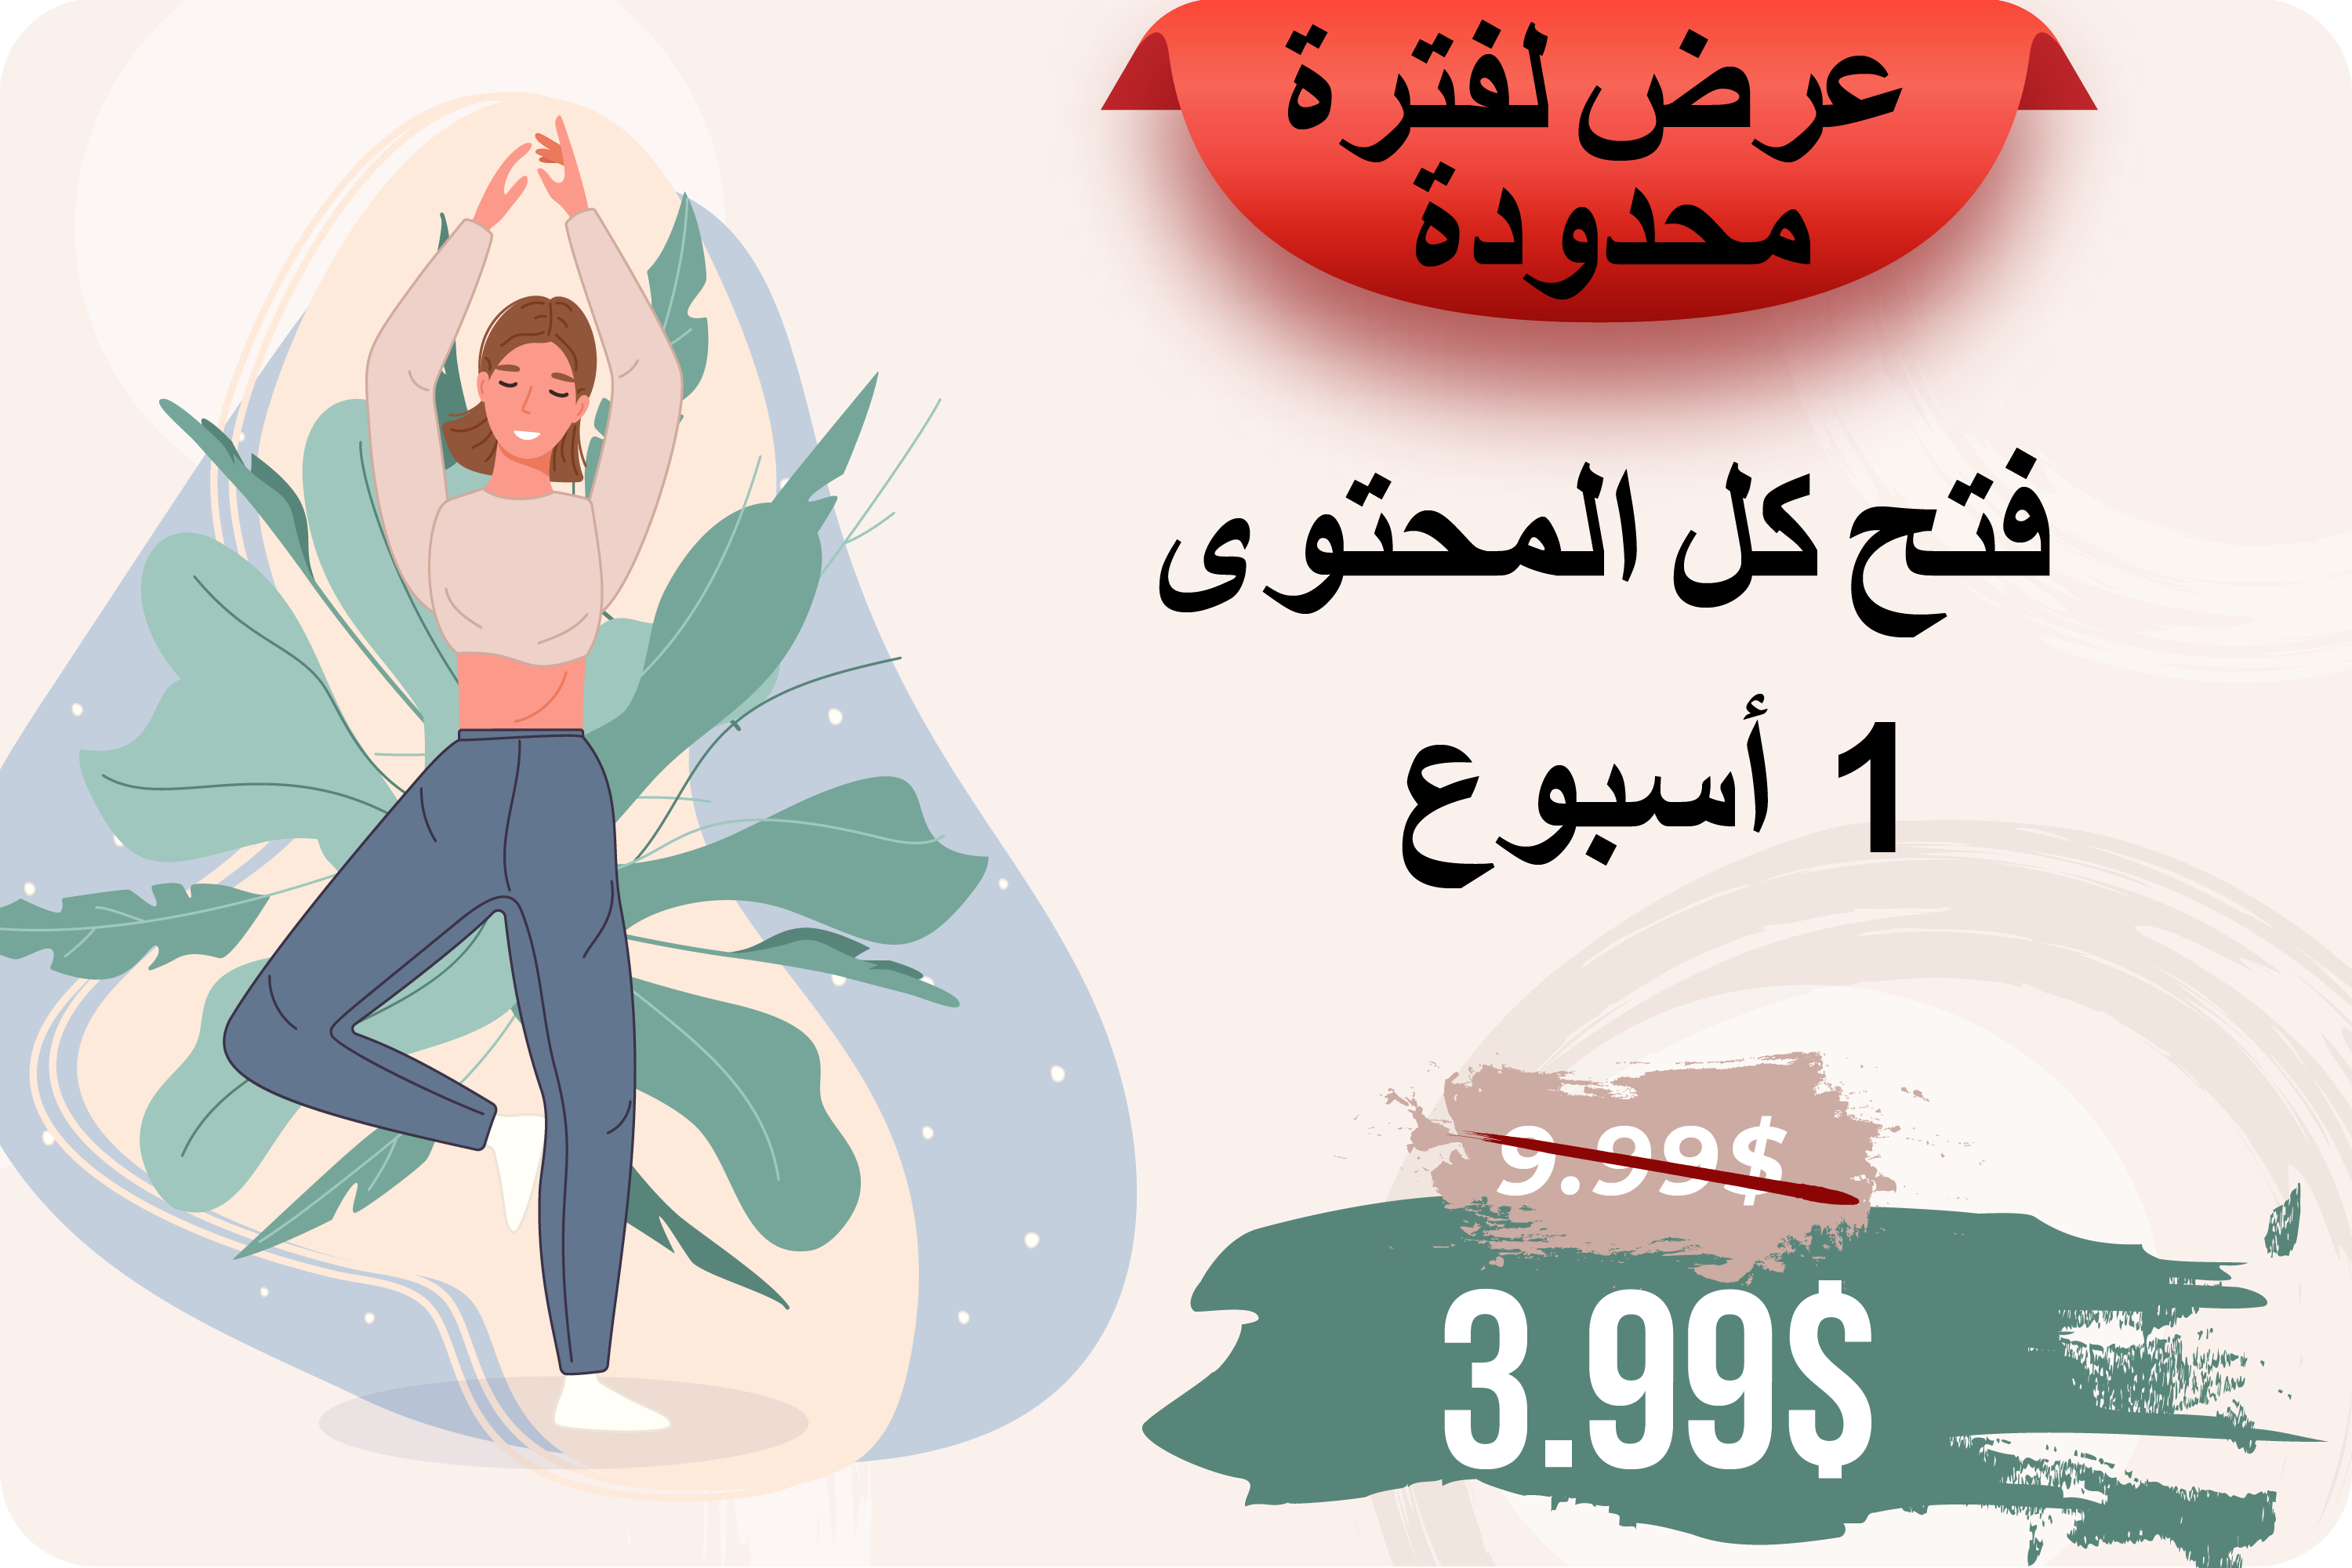 عرض لفترة
محدودة
فتح كل المحتوى
1 أسبوع
9.99$
3.99$